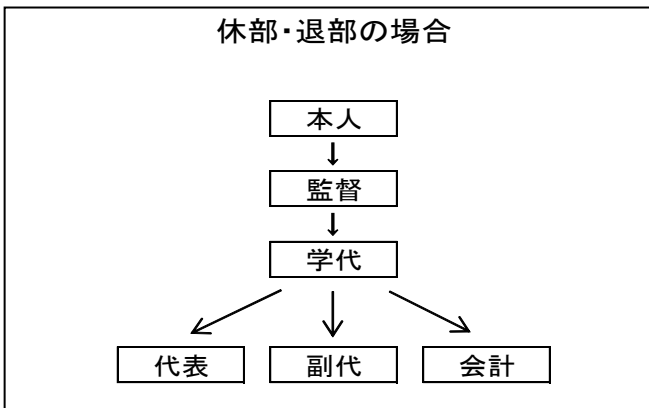 休部・退部の場合
本人
↓
監督
↓
学代
代表 副代 会計